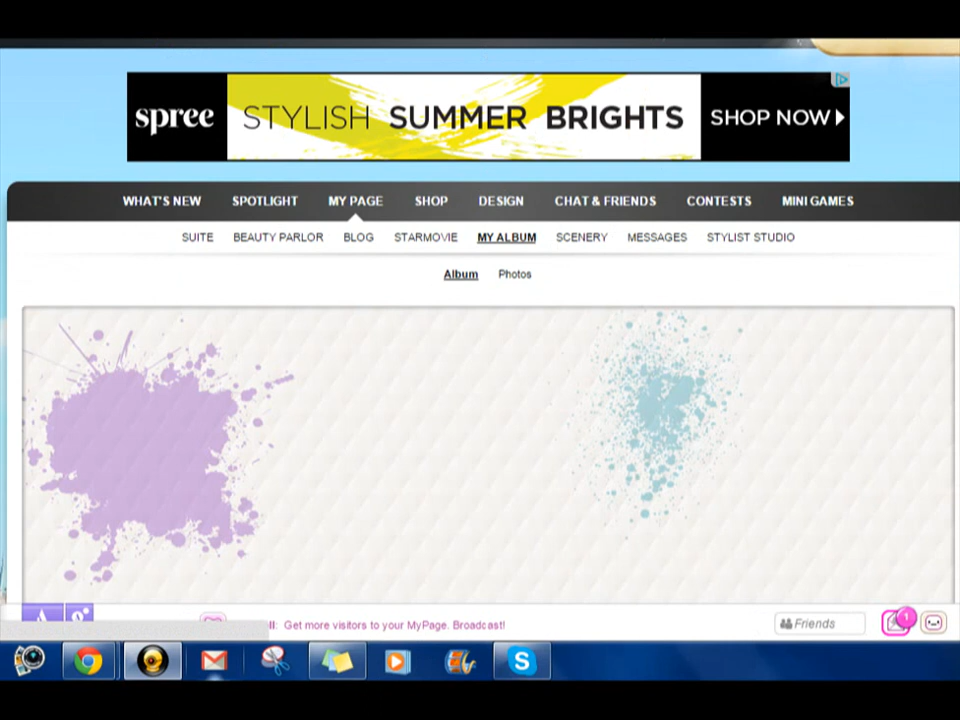 spree STYLISH SUMMER BRIGHTS SHOP NOW
WHAT'S NEW SPOTLIGHT MY PAGE SHOP DESIGN CHAT & FRIENDS CONTESTS MINI GAMES
SUITE BEAUTY PARLOR BLOG STARMOVIE MY ALBUM SCENERY MESSAGES STYLIST STUDIO
Album Photos
ll: Get more visitors to your MyPage. Broadcast! Friends 1